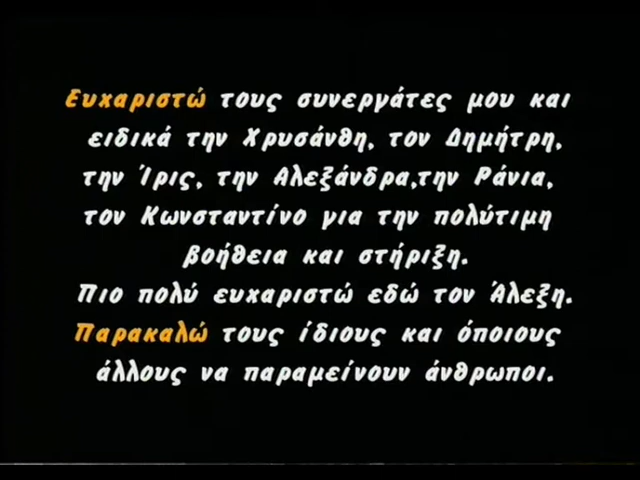 Ευχαριστώ τους συνεργάτες μου και
ειδικά την Χρυσάνθη, τον Δημήτρη,
την Ίρις, την Αλεξάνδρα,την Ράνια,
τον Κωνσταντίνο για την πολύτιμη
βοήθεια και στήριξη.
Πιο πολύ ευχαριστώ εδώ τον Άλεξη.
Παρακαλώ τους ίδιους και όποιους
άλλους να παραμείνουν άνθρωποι.